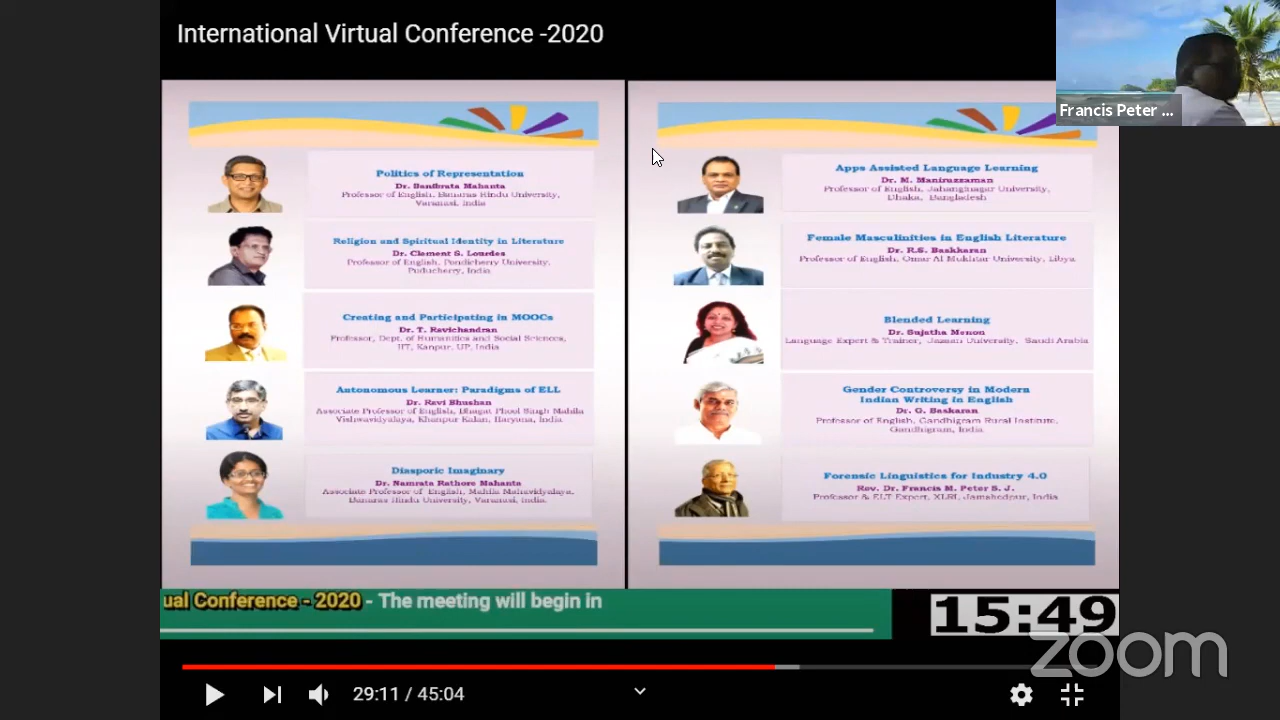 International Virtual Conference -2020
Francis Peter ...
Politics of Representation
Dr. Sanghrata Mahanta
Professor of English, Banaras Hindu University,
Varanasi, India
Religion and Spiritual Identity in Literature
Dr. Clement S. Lourdes
Professor of English, Pondicherry University,
Puducherry, India
Creating and Participating in MOOCs
Dr. T. Ravichandran
Professor, Dept. of Humanities and Social Sciences,
IIT, Kanpur, UP, India
Autonomous Learner: Paradigms of ELL
Dr. Ravi Bhushan
Associate Professor of English, Bhagat Phool Singh Mahila
Vishwavidyalaya, Khanpur Kalan, Haryana, India
Diasporic Imaginary
Dr. Namrata Rathore Mahanta
Associate Professor of English, Mahila Mahavidyalaya,
Banaras Hindu University, Varanasi, India.
Apps Assisted Language Learning
Dr. M. Maniruzzaman
Professor of English, Jahangirnagar University,
Dhaka, Bangladesh
Female Masculinities in English Literature
Dr. R.S. Baskkaran
Professor of English, Omar Al Mukhtar University, Libya
Blended Learning
Dr. Sujatha Menon
Language Expert & Trainer, Jazaan University, Saudi Arabia
Gender Controversy in Modern
Indian Writing in English
Dr. G. Baskaran
Professor of English, Gandhigram Rural Institute,
Gandhigram, India
Forensic Linguistics for Industry 4.0
Rev. Dr. Francis M. Peter S. J.
Professor & ELT Expert, XLRI, Jamshedpur, India
ual Conference - 2020 - The meeting will begin in
15:49
zoom
29:11 / 45:04